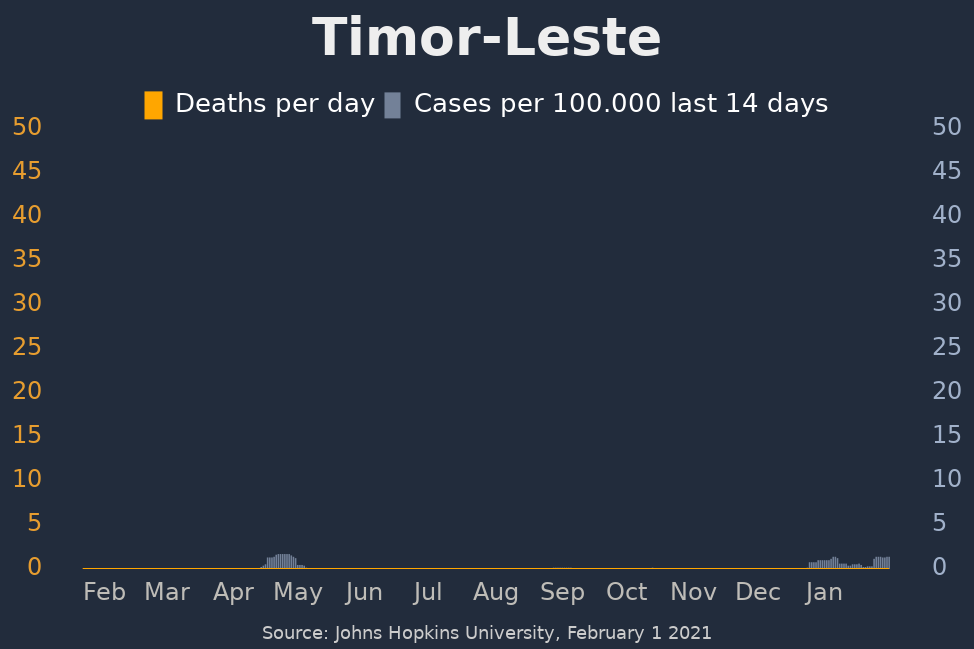 Timor-Leste
Deaths per day Cases per 100.000 last 14 days
50 50
45 45
40 40
35 35
30 30
25 25
20 20
15 15
10 10
5 5
0 0
Feb Mar Apr May Jun Jul Aug Sep Oct Nov Dec Jan
Source: Johns Hopkins University, February 1 2021